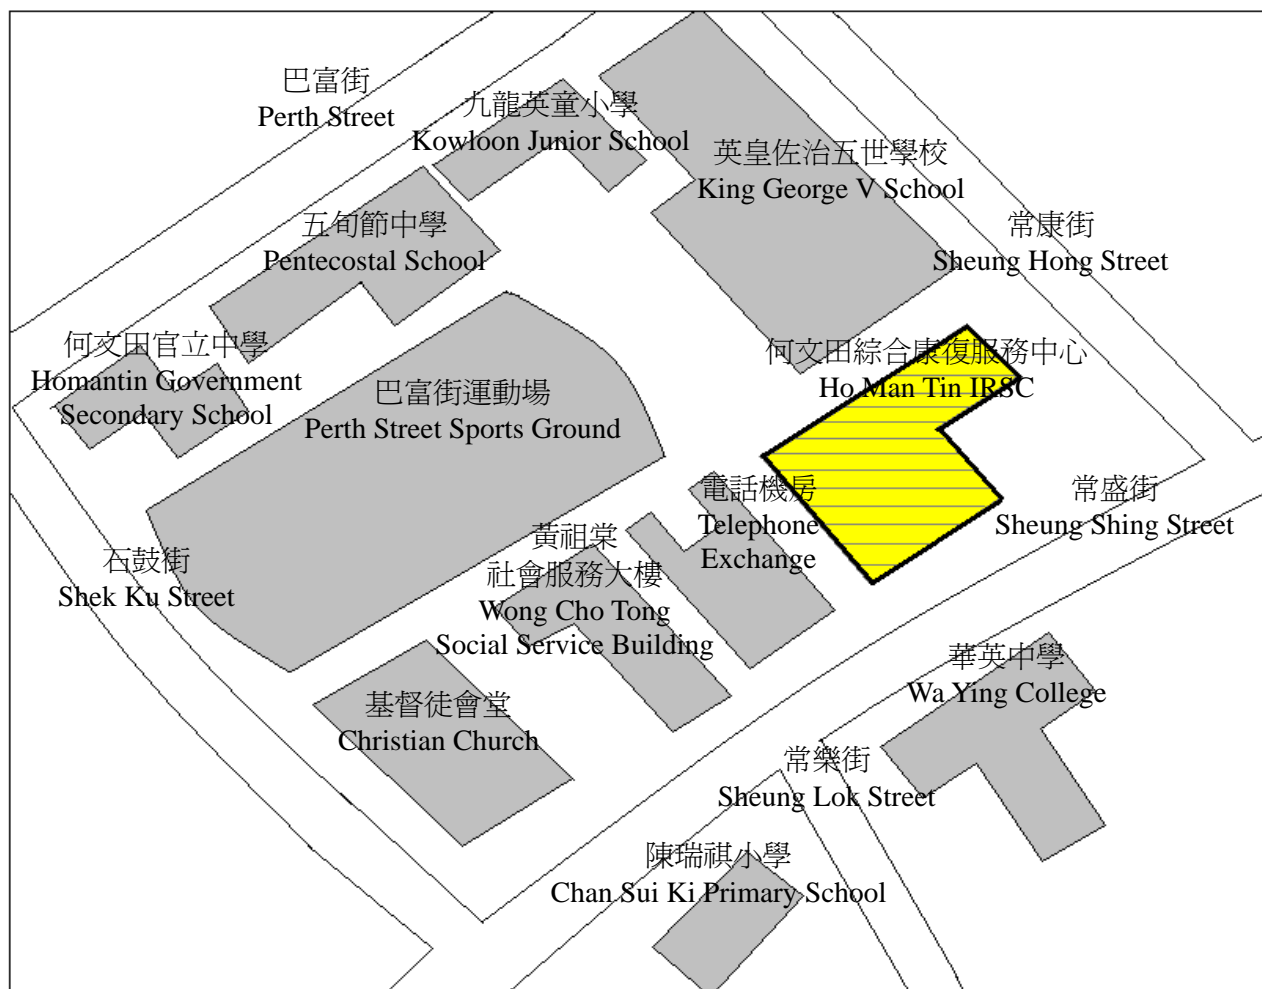 巴富街
Perth Street
九龍英童小學
Kowloon Junior School
英皇佐治五世學校
King George V School
五旬節中學
Pentecostal School
常康街
Sheung Hong Street
何文田官立中學
Homantin Government
Secondary School
巴富街運動場
Perth Street Sports Ground
何文田綜合康復服務中心
Ho Man Tin IRSC
電話機房
Telephone
Exchange
常盛街
Sheung Shing Street
石鼓街
Shek Ku Street
黃祖棠
社會服務大樓
Wong Cho Tong
Social Service Building
華英中學
Wa Ying College
基督徒會堂
Christian Church
常樂街
Sheung Lok Street
陳瑞祺小學
Chan Sui Ki Primary School